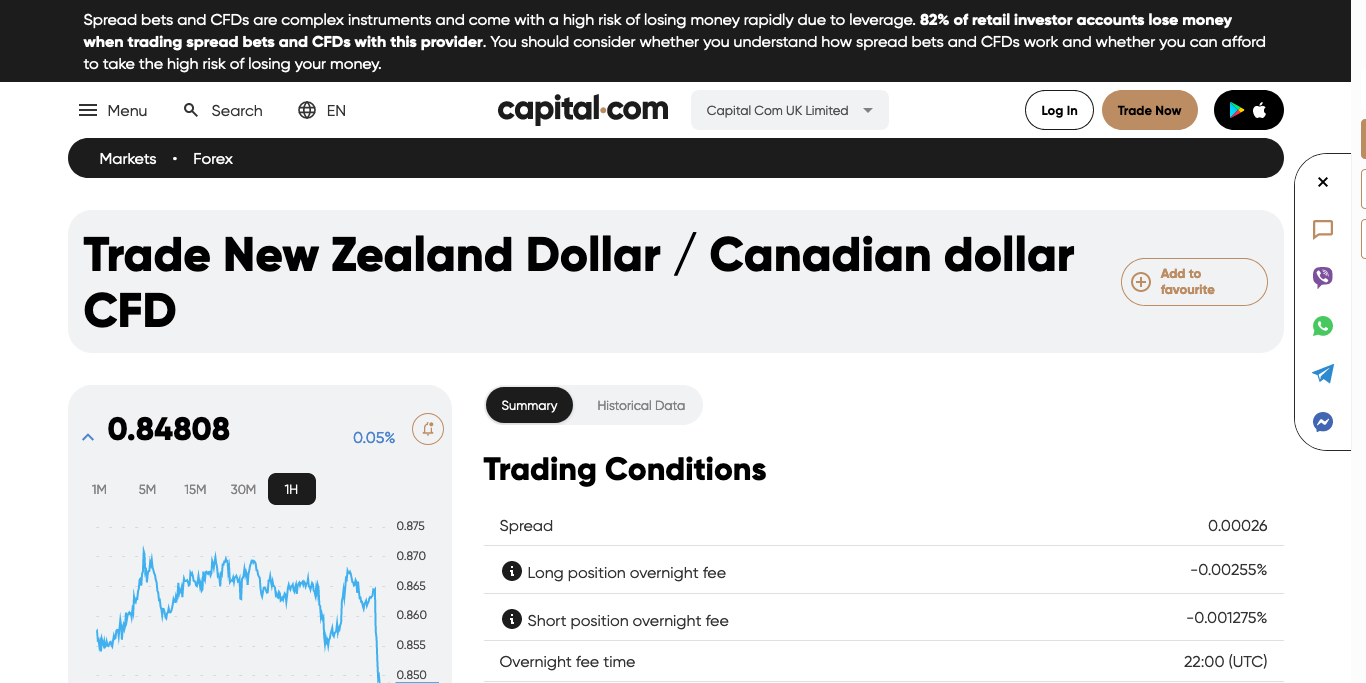 Spread bets and CFDs are complex instruments and come with a high risk of losing money rapidly due to leverage. 82% of retail investor accounts lose money
when trading spread bets and CFDs with this provider. You should consider whether you understand how spread bets and CFDs work and whether you can afford
to take the high risk of losing your money.
Menu
Search
EN
capital.com
Capital Com UK Limited
Log In
Trade Now
Markets • Forex
Trade New Zealand Dollar / Canadian dollar
CFD
Add to
favourite
0.84808
0.05%
1M 5M 15M 30M 1H
0.875
0.870
0.865
0.860
0.855
0.850
Summary
Historical Data
Trading Conditions
Spread 0.00026
Long position overnight fee -0.00255%
Short position overnight fee -0.001275%
Overnight fee time 22:00 (UTC)